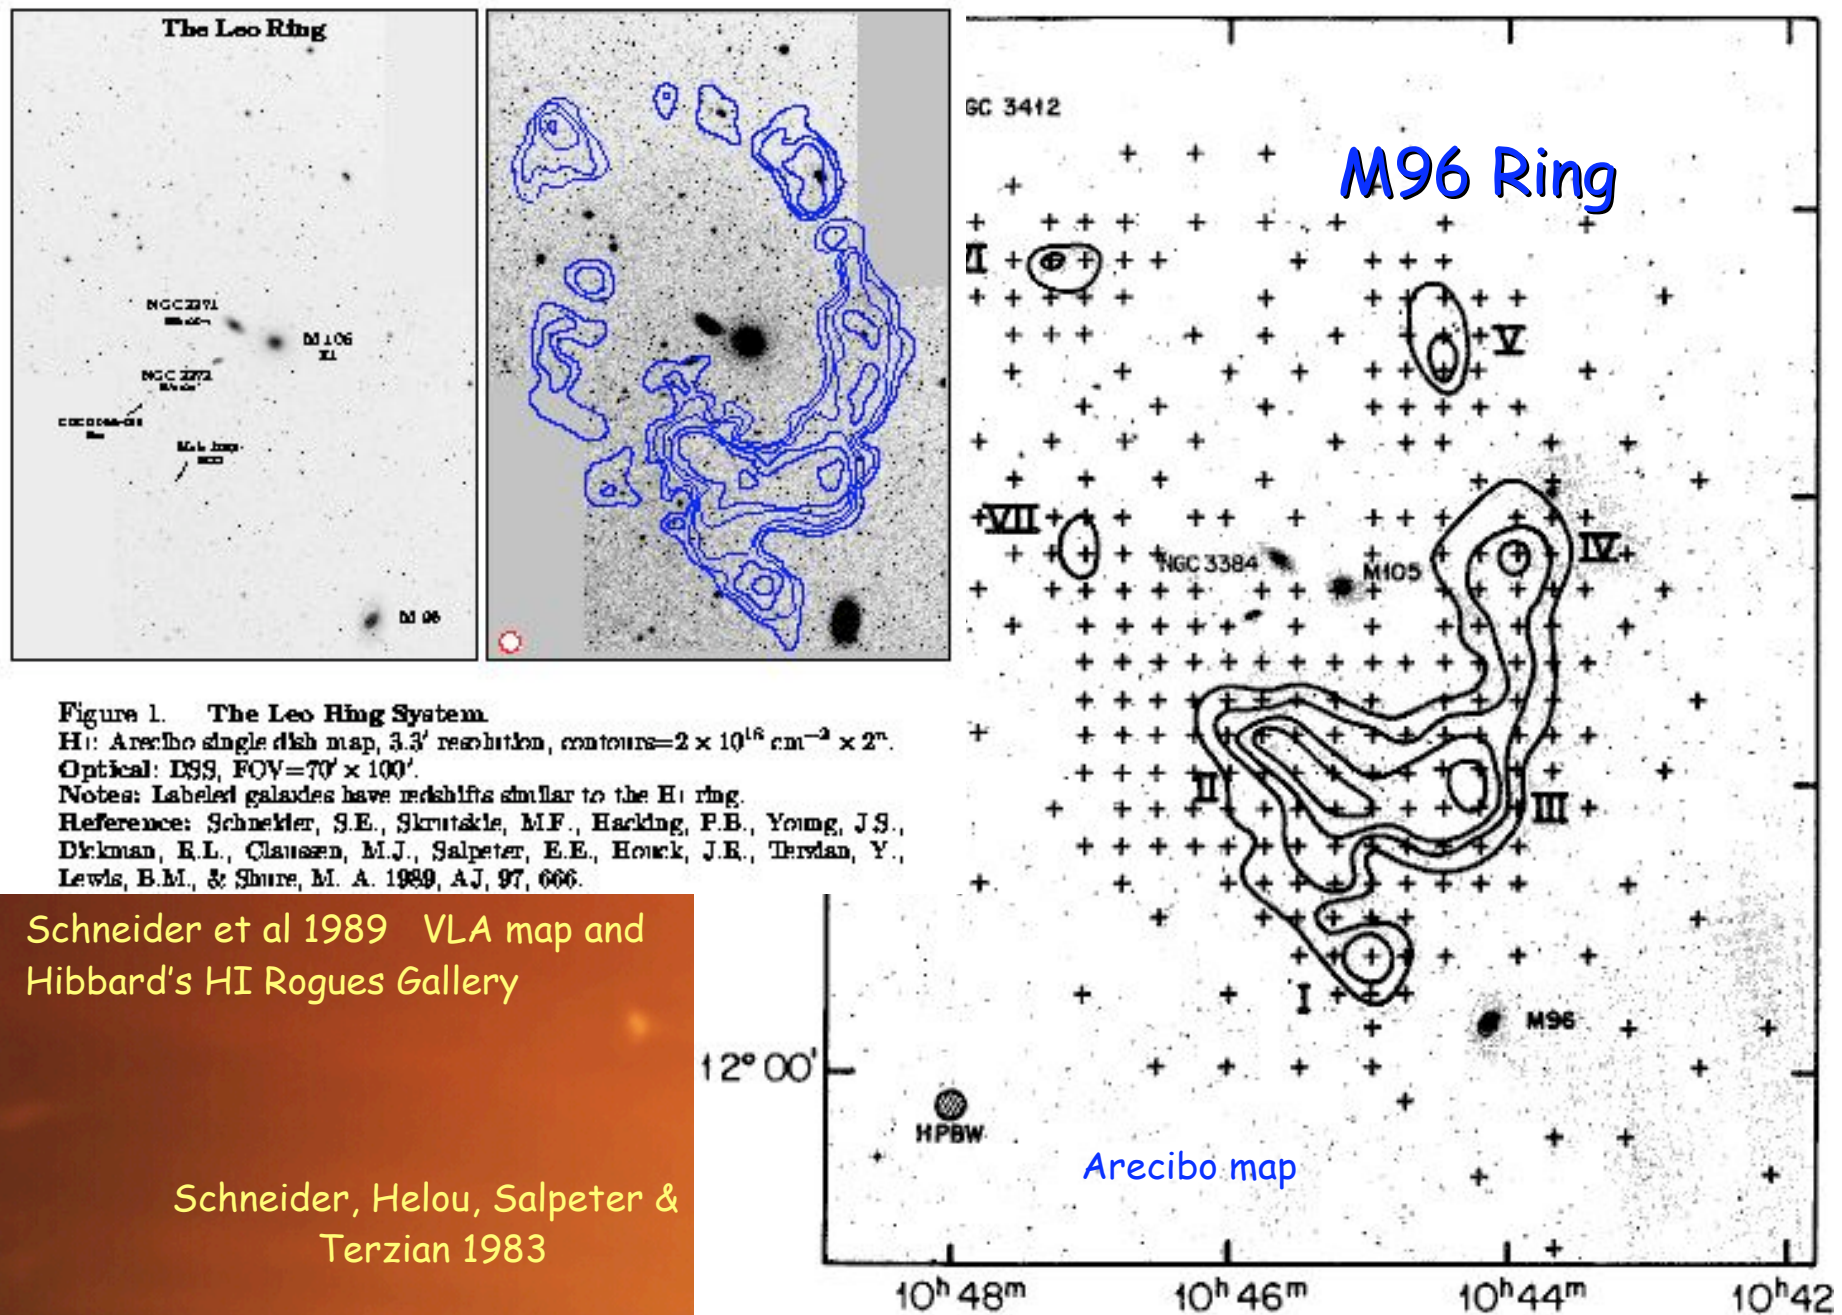 The Leo Ring
NGC 3371
M 106
E1
NGC 3373
M 96
Figure 1. The Leo Ring System.
HI: Arecibo single dish map, 3.3′ resolution, contours=2 × 10¹⁶ cm⁻² × 2ⁿ.
Optical: DSS, FOV=70′ × 100′.
Notes: Labeled galaxies have redshifts similar to the HI ring.
Reference: Schneider, S.E., Skrutskie, M.F., Hacking, P.B., Young, J.S.,
Dickman, R.L., Claussen, M.J., Salpeter, E.E., Houck, J.R., Terzian, Y.,
Lewis, B.M., & Shure, M. A. 1989, AJ, 97, 666.
Schneider et al 1989 VLA map and
Hibbard's HI Rogues Gallery
Schneider, Helou, Salpeter &
Terzian 1983
GC 3412
M96 Ring
VI
V
VII
NGC 3384
M105
IV
II
III
I
M96
12° 00'
HPBW
Arecibo map
10ʰ 48ᵐ
10ʰ 46ᵐ
10ʰ 44ᵐ
10ʰ 42